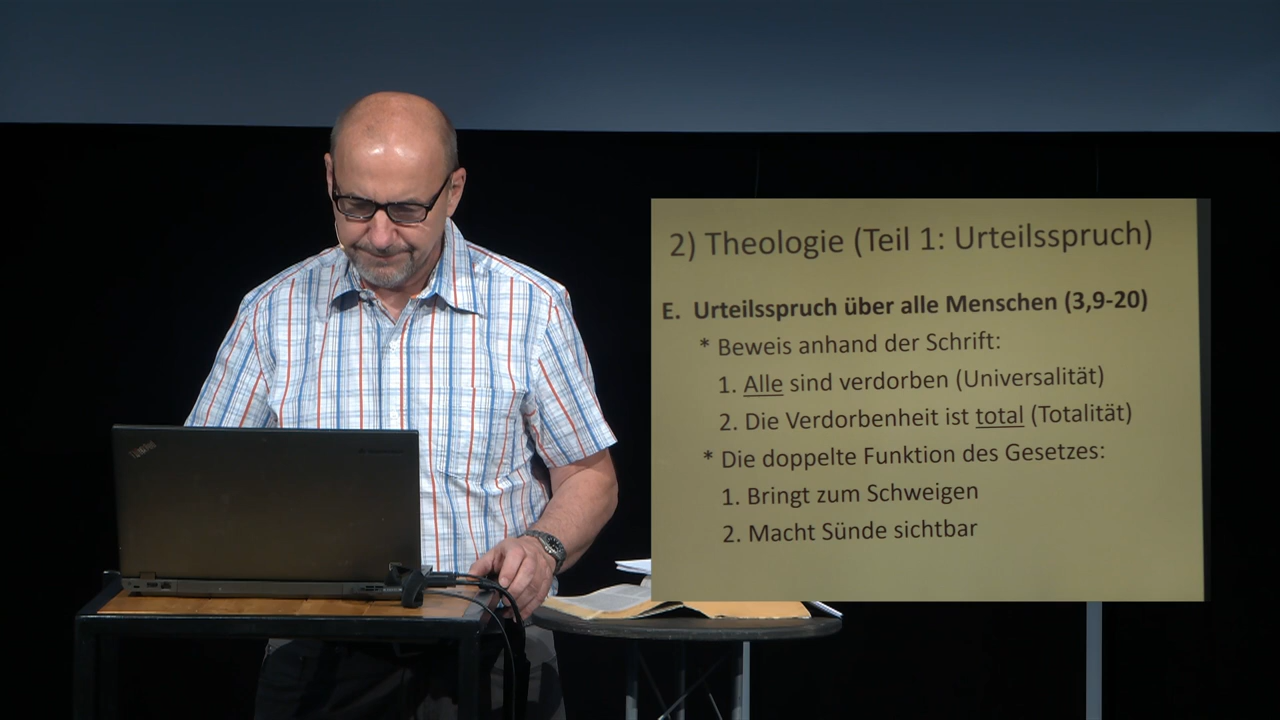 2) Theologie (Teil 1: Urteilsspruch)
E. Urteilsspruch über alle Menschen (3,9-20)
* Beweis anhand der Schrift:
1. Alle sind verdorben (Universalität)
2. Die Verdorbenheit ist total (Totalität)
* Die doppelte Funktion des Gesetzes:
1. Bringt zum Schweigen
2. Macht Sünde sichtbar
ThinkPad